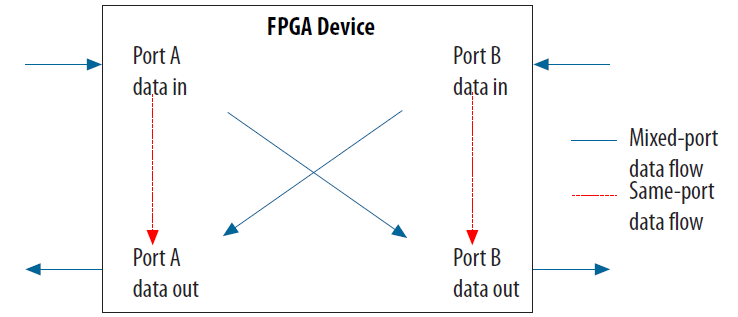 FPGA Device
Port A
data in
Port B
data in
Mixed-port
data flow
Same-port
data flow
Port A
data out
Port B
data out